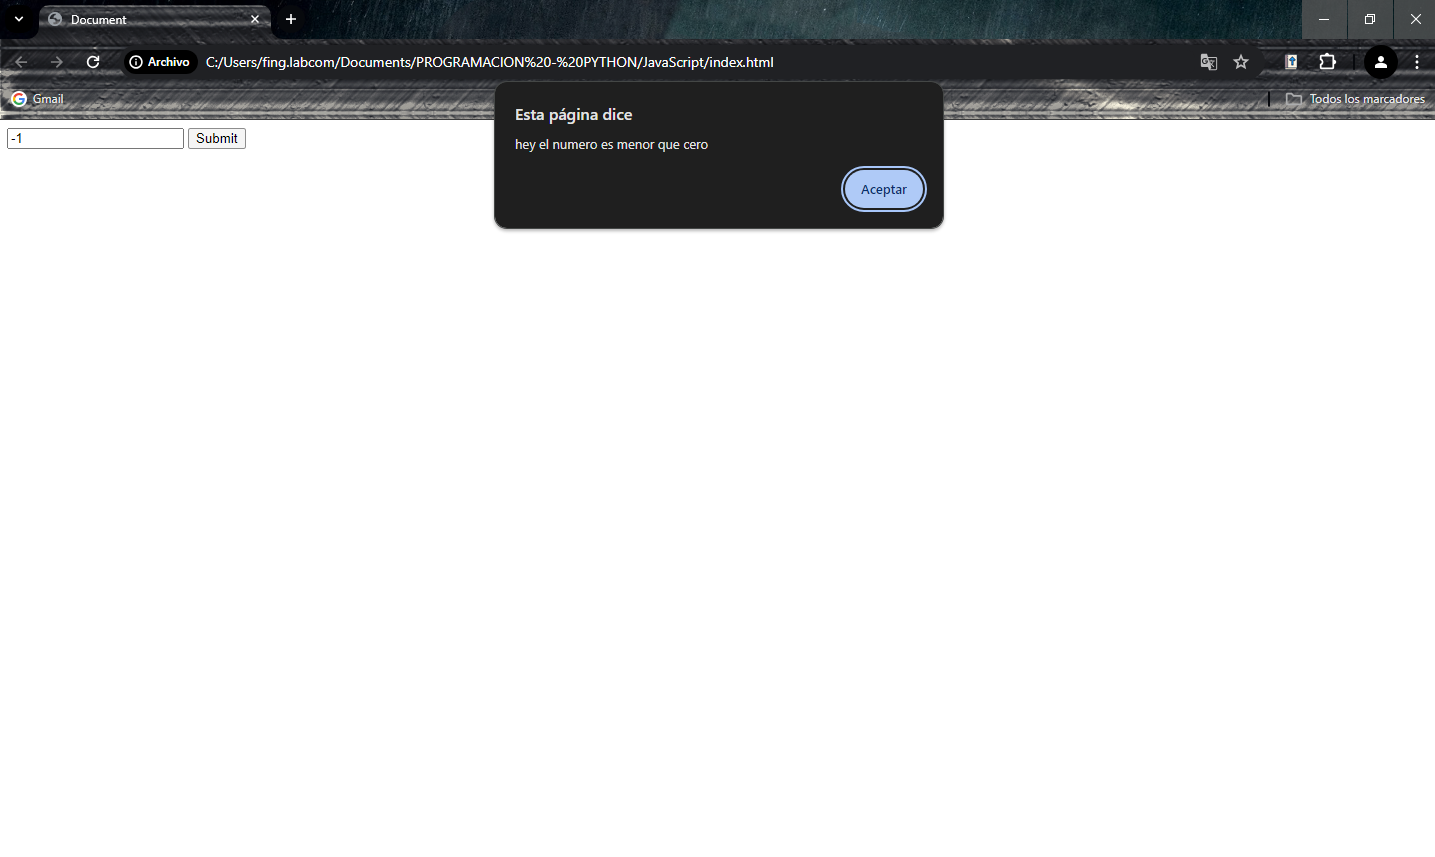 Document
Archivo
C:/Users/fing.labcom/Documents/PROGRAMACION%20-%20PYTHON/JavaScript/index.html
Gmail
Todos los marcadores
Esta página dice
hey el numero es menor que cero
Aceptar
-1
Submit